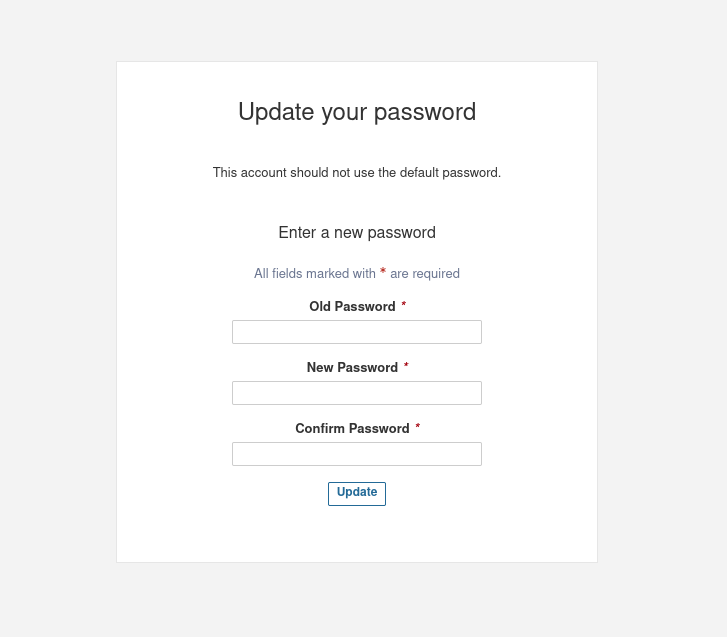 Update your password
This account should not use the default password.
Enter a new password
All fields marked with * are required
Old Password *
New Password *
Confirm Password *
Update